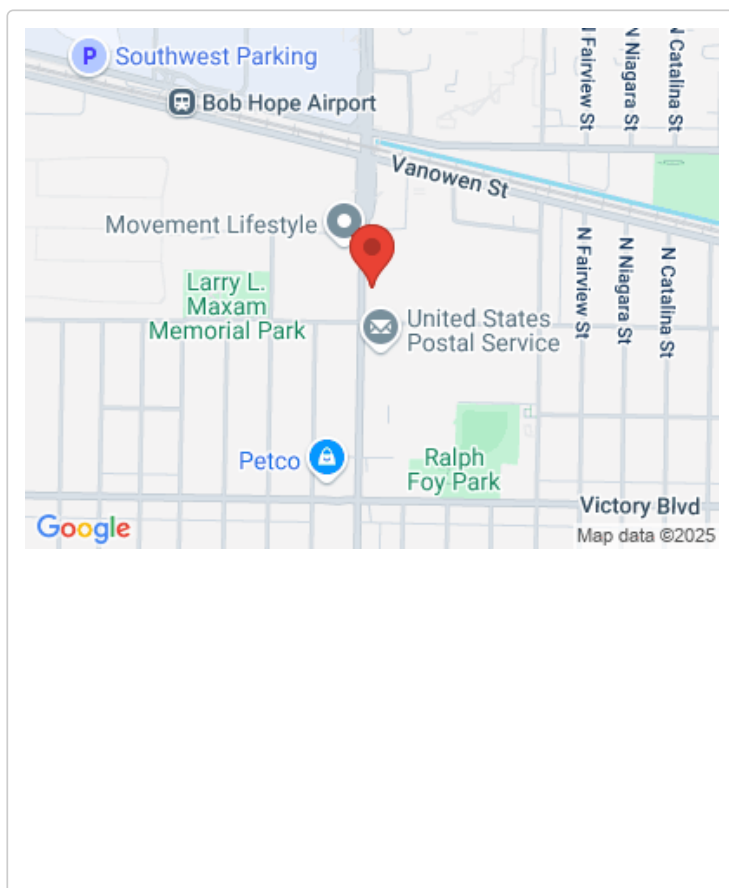 P
Southwest Parking
Bob Hope Airport
N Fairview St
N Niagara St
N Catalina St
Vanowen St
Movement Lifestyle
Larry L.
Maxam
Memorial Park
United States
Postal Service
N Fairview St
N Niagara St
N Catalina St
Petco
Ralph
Foy Park
Victory Blvd
Google
Map data ©2025